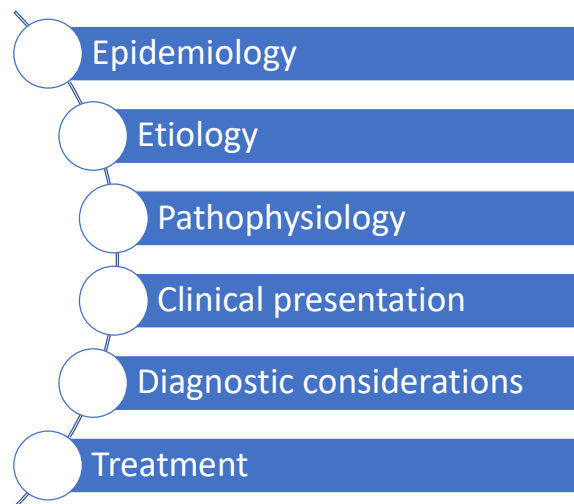 Epidemiology
Etiology
Pathophysiology
Clinical presentation
Diagnostic considerations
Treatment